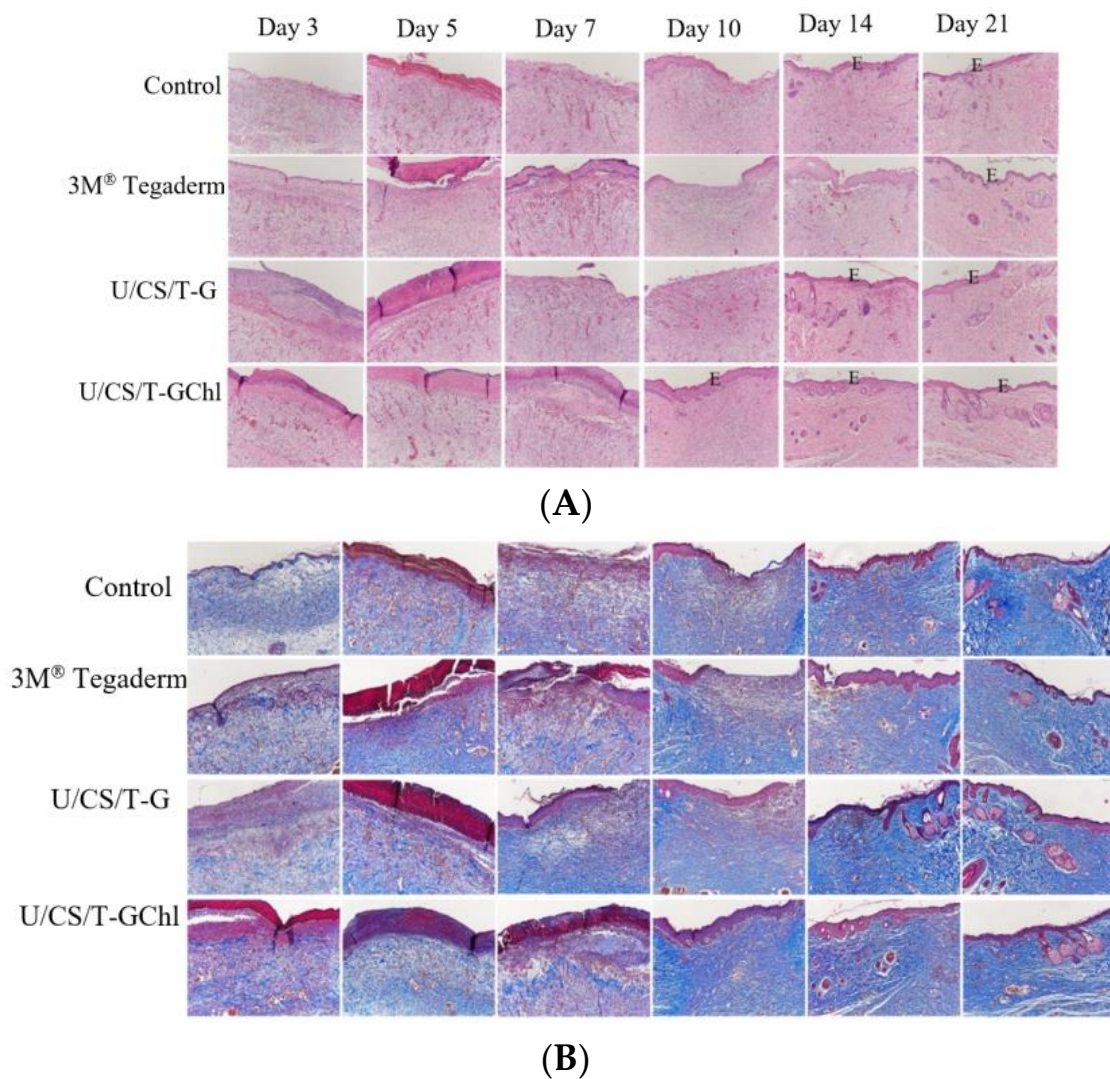 Day 3 Day 5 Day 7 Day 10 Day 14 Day 21
Control E E
3M® Tegaderm E
U/CS/T-G E E
U/CS/T-GChl E E E
(A)
Control
3M® Tegaderm
U/CS/T-G
U/CS/T-GChl
(B)